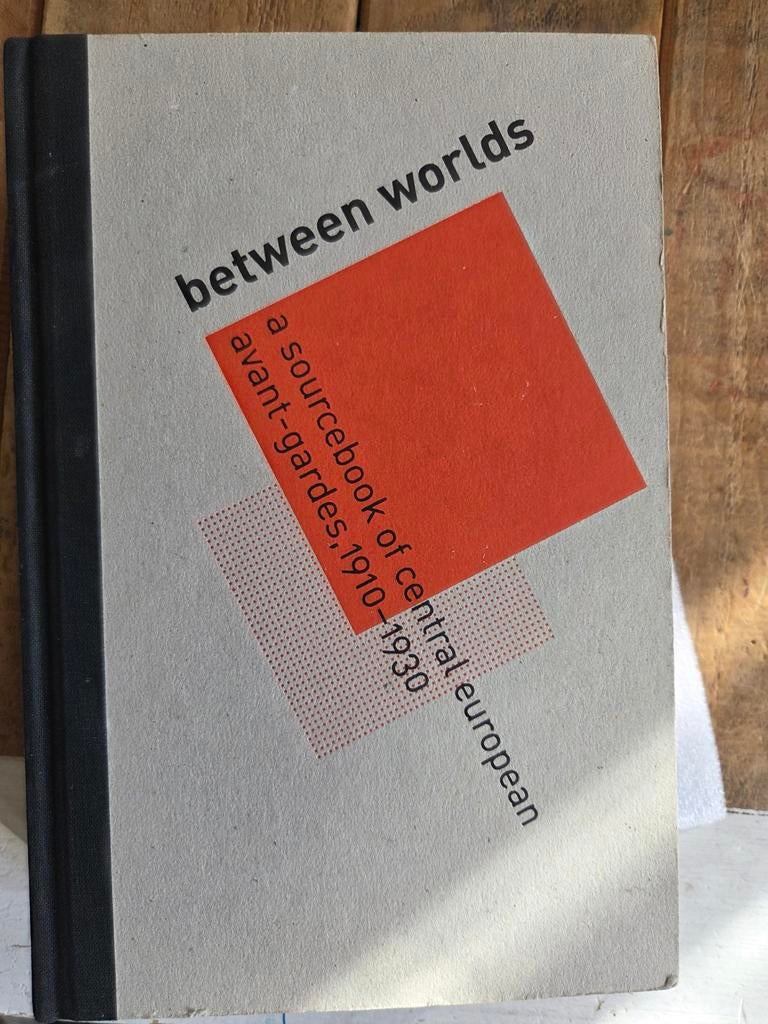 between worlds
a sourcebook of central european
avant-gardes, 1910–1930